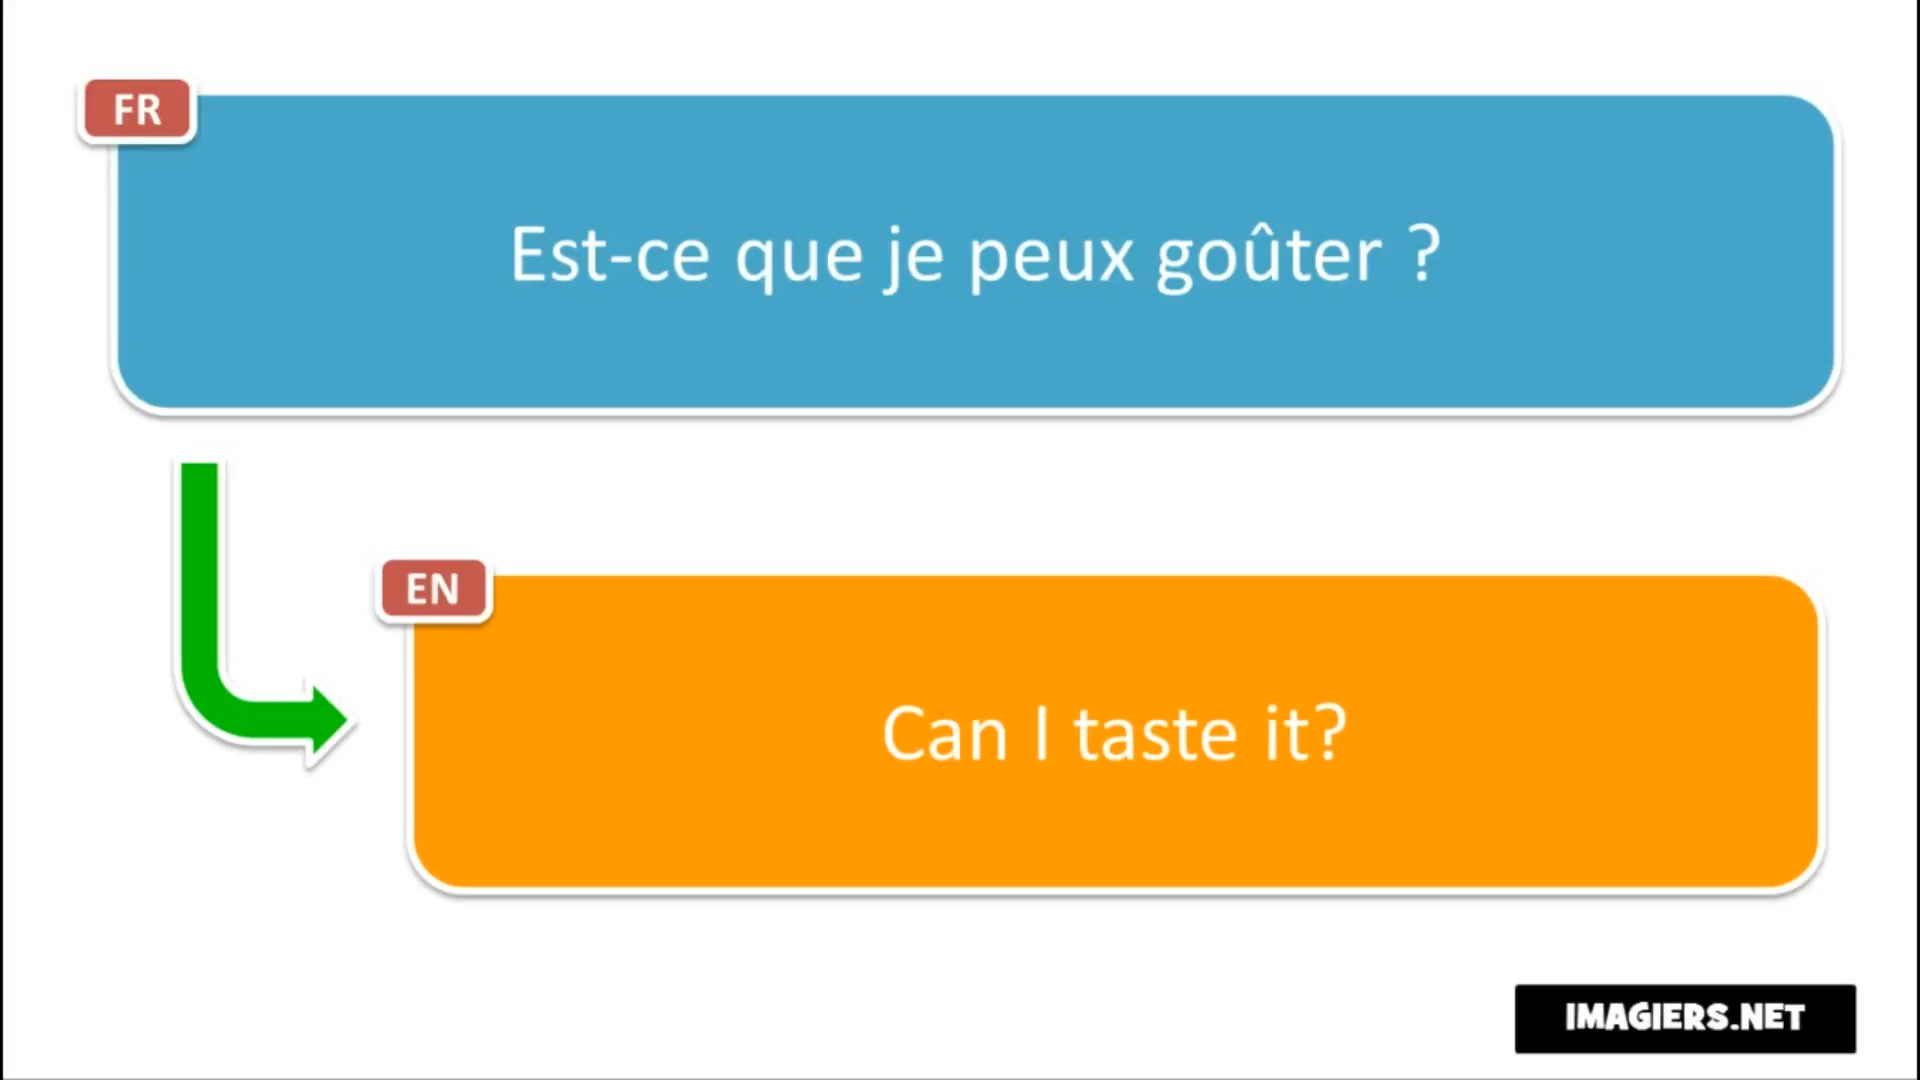 FR
Est-ce que je peux goûter ?
EN
Can I taste it?
IMAGIERS.NET